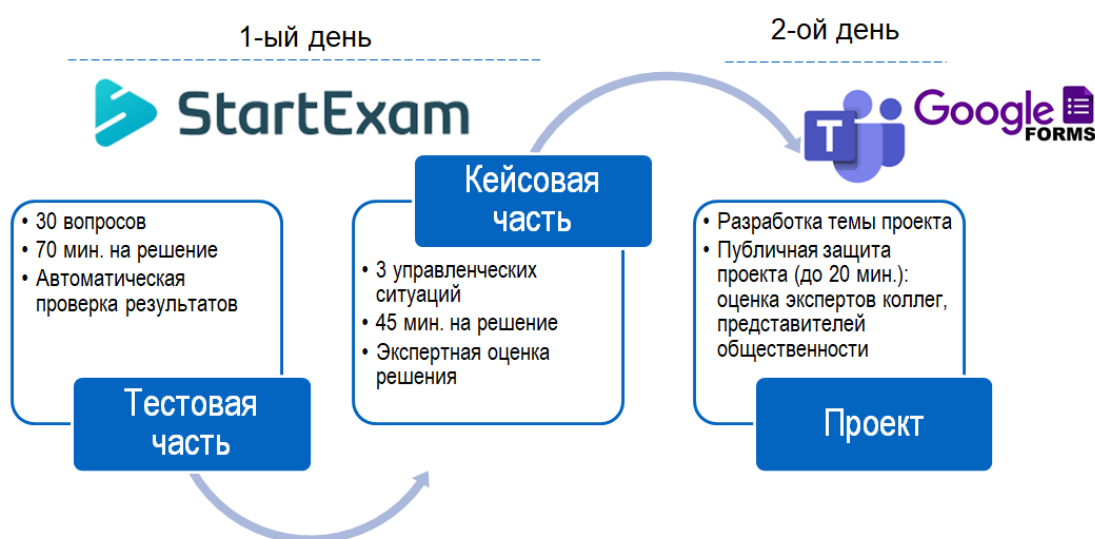 1-ый день
2-ой день
StartExam
T
Google
FORMS
• 30 вопросов
• 70 мин. на решение
• Автоматическая
проверка результатов
Тестовая
часть
Кейсовая
часть
• 3 управленческих
ситуаций
• 45 мин. на решение
• Экспертная оценка
решения
• Разработка темы проекта
• Публичная защита
проекта (до 20 мин.):
оценка экспертов коллег,
представителей
общественности
Проект